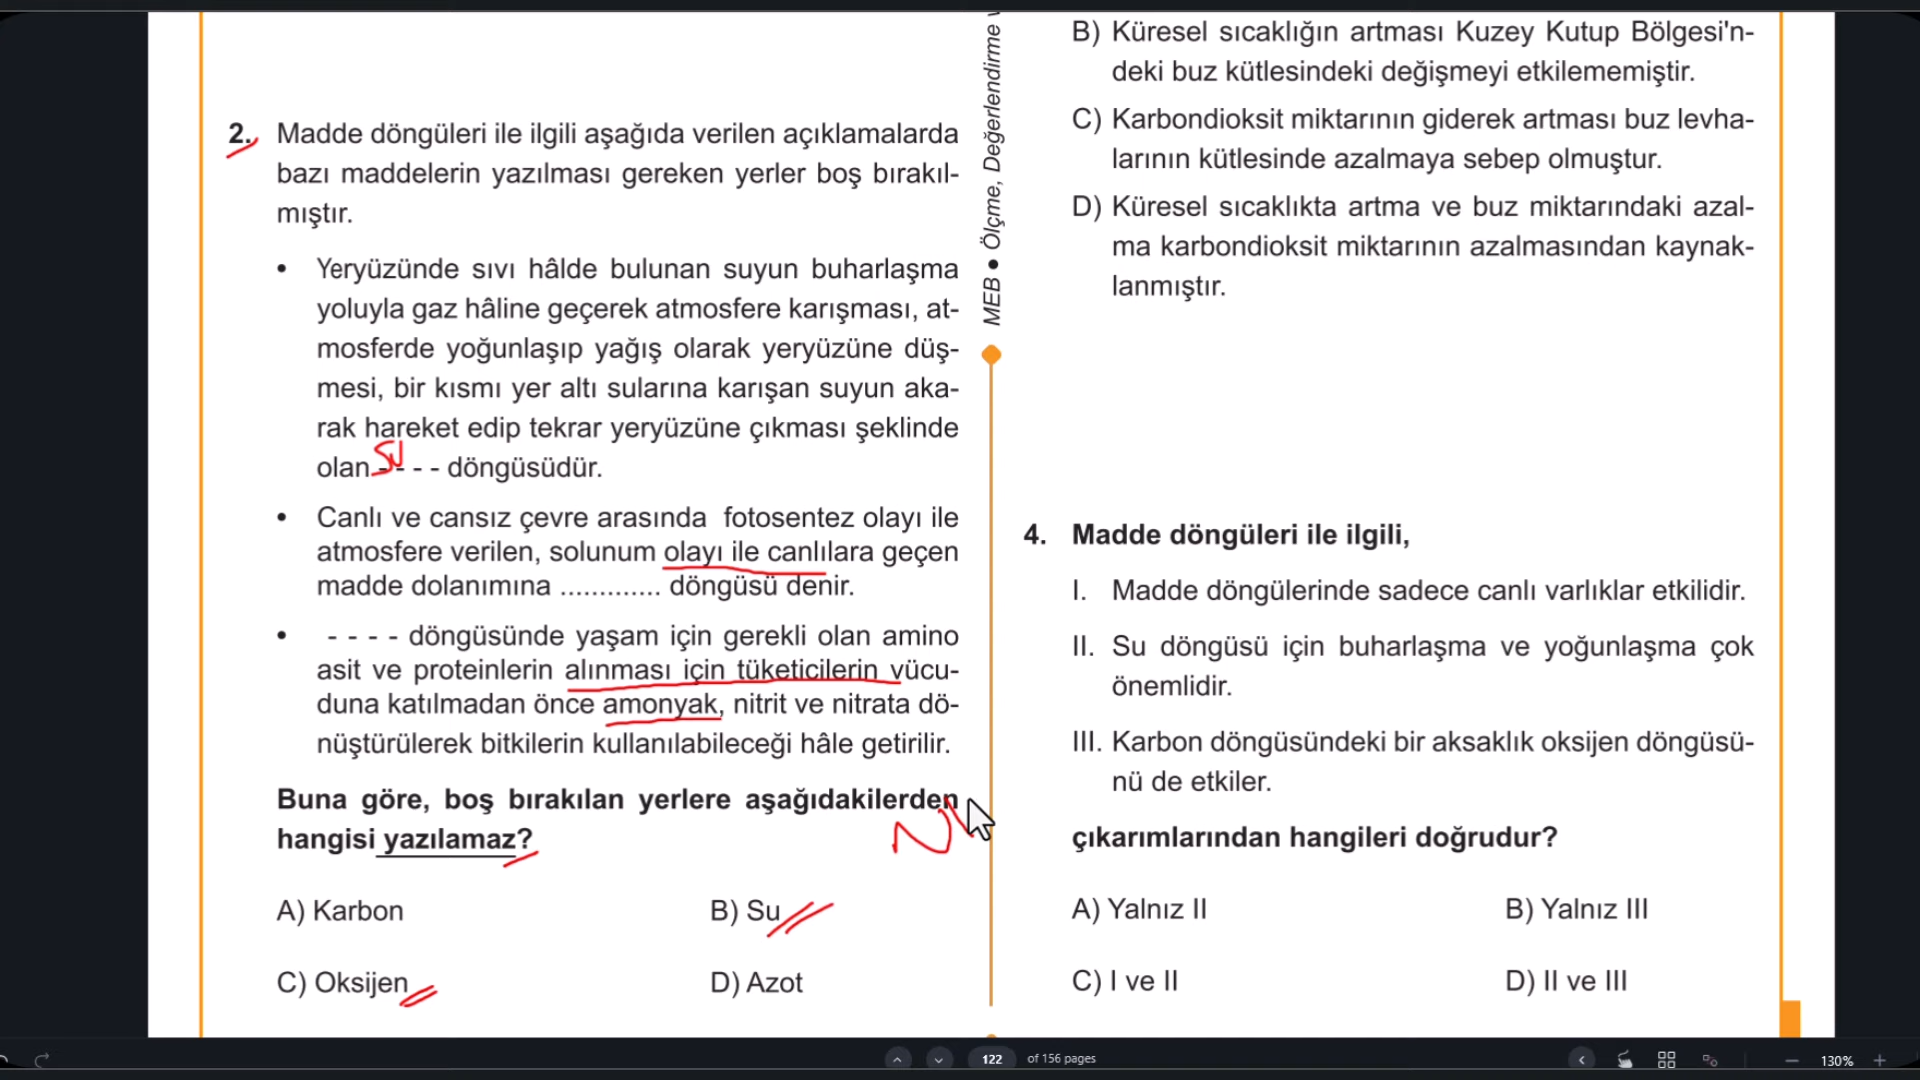 2. Madde döngüleri ile ilgili aşağıda verilen açıklamalarda
bazı maddelerin yazılması gereken yerler boş bırakıl-
mıştır.
• Yeryüzünde sıvı hâlde bulunan suyun buharlaşma
yoluyla gaz hâline geçerek atmosfere karışması, at-
mosferde yoğunlaşıp yağış olarak yeryüzüne düş-
mesi, bir kısmı yer altı sularına karışan suyun aka-
rak hareket edip tekrar yeryüzüne çıkması şeklinde
su
olan - - - - döngüsüdür.
• Canlı ve cansız çevre arasında fotosentez olayı ile
atmosfere verilen, solunum olayı ile canlılara geçen
madde dolanımına ............. döngüsü denir.
• - - - - döngüsünde yaşam için gerekli olan amino
asit ve proteinlerin alınması için tüketicilerin vücu-
duna katılmadan önce amonyak, nitrit ve nitrata dö-
nüştürülerek bitkilerin kullanılabileceği hâle getirilir.
Buna göre, boş bırakılan yerlere aşağıdakilerden
hangisi yazılamaz?
A) Karbon
B) Su
C) Oksijen
D) Azot
MEB • Ölçme, Değerlendirme
B) Küresel sıcaklığın artması Kuzey Kutup Bölgesi'n-
deki buz kütlesindeki değişmeyi etkilememiştir.
C) Karbondioksit miktarının giderek artması buz levha-
larının kütlesinde azalmaya sebep olmuştur.
D) Küresel sıcaklıkta artma ve buz miktarındaki azal-
ma karbondioksit miktarının azalmasından kaynak-
lanmıştır.
4. Madde döngüleri ile ilgili,
I. Madde döngülerinde sadece canlı varlıklar etkilidir.
II. Su döngüsü için buharlaşma ve yoğunlaşma çok
önemlidir.
III. Karbon döngüsündeki bir aksaklık oksijen döngüsü-
nü de etkiler.
çıkarımlarından hangileri doğrudur?
A) Yalnız II
B) Yalnız III
C) I ve II
D) II ve III
122 of 156 pages
130%